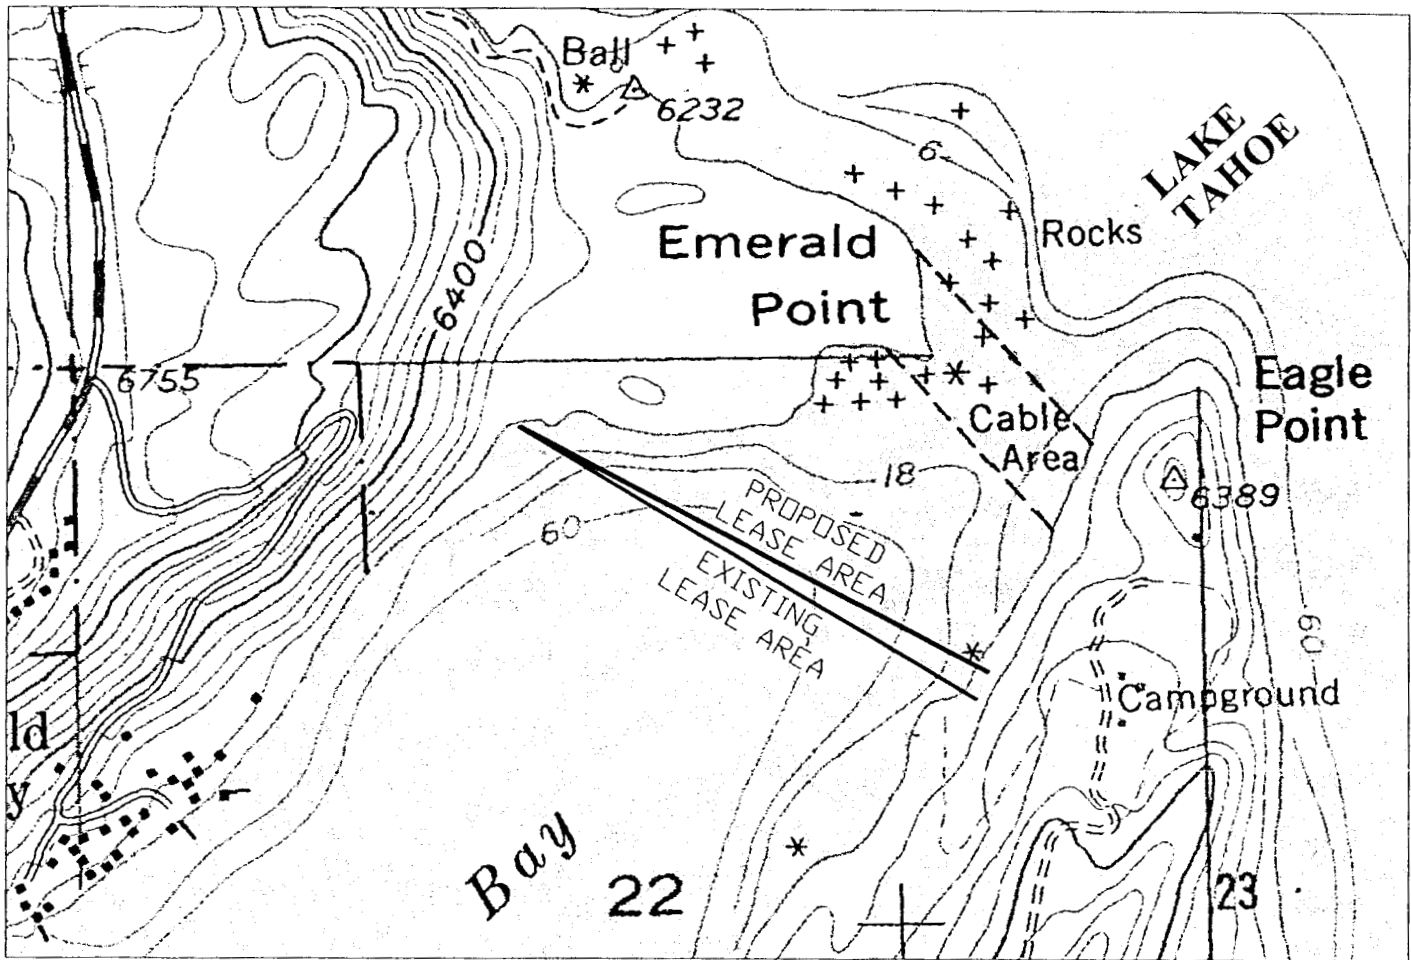 Ball
6232
6
LAKE
TAHOE
Rocks
Emerald
Point
6400
6755
Eagle
Point
Cable
Area
18
6389
60
PROPOSED
LEASE AREA
EXISTING
LEASE AREA
60
Campground
ld
y
Bay
22
23